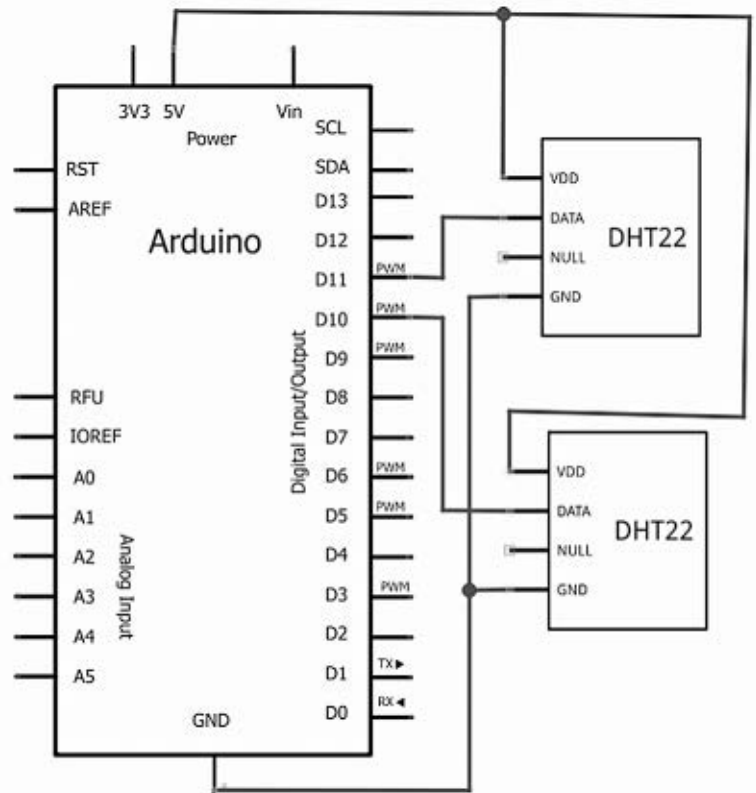 3V3 5V Vin
Power
SCL
RST
SDA
AREF
D13
Arduino
D12
D11 PWM
D10 PWM
D9 PWM
RFU
D8
IOREF
D7
A0
D6 PWM
A1
D5 PWM
A2
D4
A3
D3 PWM
A4
D2
A5
D1 TX▶
D0 RX◀
GND
Digital Input/Output
Analog Input
VDD
DATA
NULL
GND
DHT22
VDD
DATA
NULL
GND
DHT22